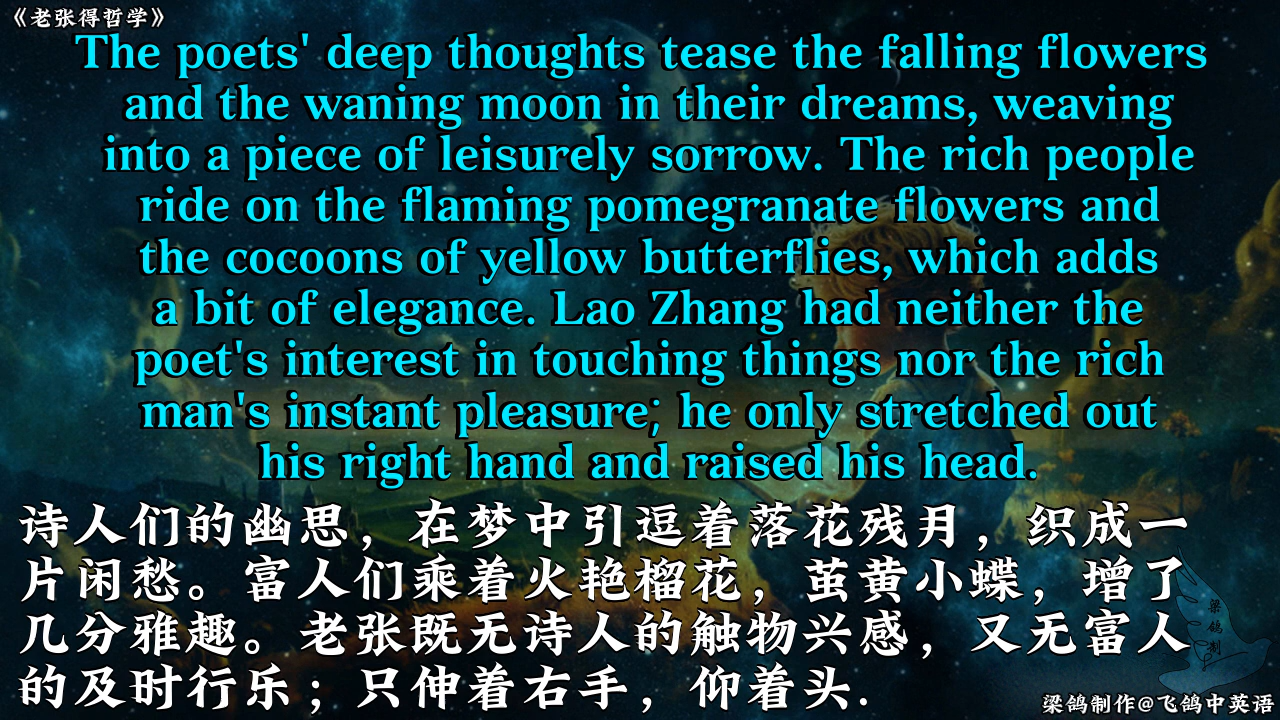 《老张得哲学》
The poets' deep thoughts tease the falling flowers
and the waning moon in their dreams, weaving
into a piece of leisurely sorrow. The rich people
ride on the flaming pomegranate flowers and
the cocoons of yellow butterflies, which adds
a bit of elegance. Lao Zhang had neither the
poet's interest in touching things nor the rich
man's instant pleasure; he only stretched out
his right hand and raised his head.
诗人们的幽思，在梦中引逗着落花残月，织成一
片闲愁。富人们乘着火艳榴花，茧黄小蝶，增了
几分雅趣。老张既无诗人的触物兴感，又无富人
的及时行乐；只伸着右手，仰着头.
梁鸽制
梁鸽制作@飞鸽中英语